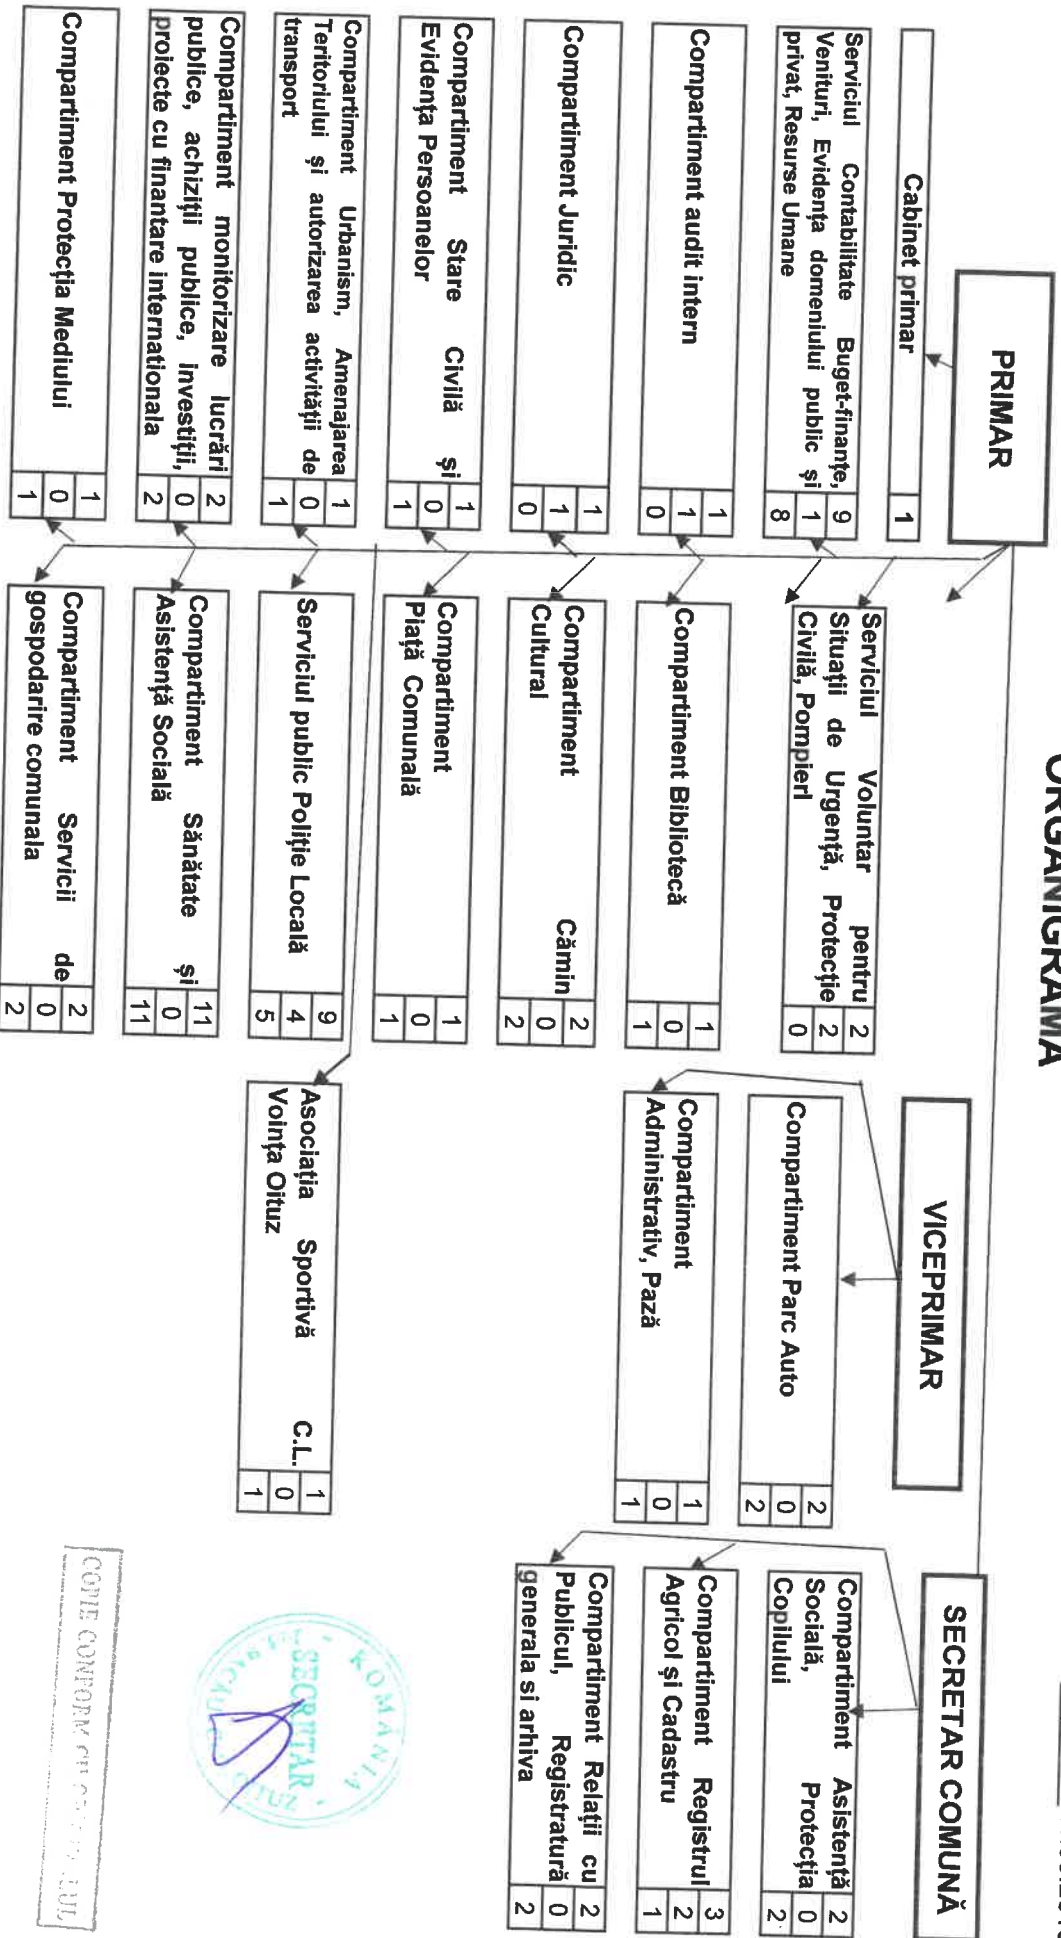 ORGANIGRAMA
PRIMAR
VICEPRIMAR
SECRETAR COMUNĂ
Cabinet primar
1
Serviciul Contabilitate Buget-finanțe,
Venituri, Evidența domeniului public și
privat, Resurse Umane
9
1
8
Compartiment audit intern
1
1
0
Compartiment Juridic
1
1
0
Compartiment Stare Civilă și
Evidența Persoanelor
1
0
1
Compartiment Urbanism, Amenajarea
Teritoriului și autorizarea activității de
transport
1
0
1
Compartiment monitorizare lucrări
publice, achiziții publice, investiții,
proiecte cu finantare internationala
2
0
2
Compartiment Protecția Mediului
1
0
1
Serviciul Voluntar pentru
Situații de Urgență, Protecție
Civilă, Pompieri
2
2
0
Compartiment Bibliotecă
1
0
1
Compartiment Cămin
Cultural
2
0
2
Compartiment
Piață Comunală
1
0
1
Serviciul public Poliție Locală
9
4
5
Compartiment Sănătate și
Asistență Socială
11
0
11
Compartiment Servicii de
gospodarire comunala
2
0
2
Compartiment Parc Auto
2
0
2
Compartiment
Administrativ, Pază
1
0
1
Asociația Sportivă C.L.
Voința Oituz
1
0
1
Compartiment Asistență
Socială, Protecția
Copilului
2
0
2
Compartiment Registrul
Agricol și Cadastru
3
2
1
Compartiment Relații cu
Publicul, Registratură
generala si arhiva
2
0
2
ROMÂNIA
SECRETAR
OITUZ
COPIE CONFORM CU